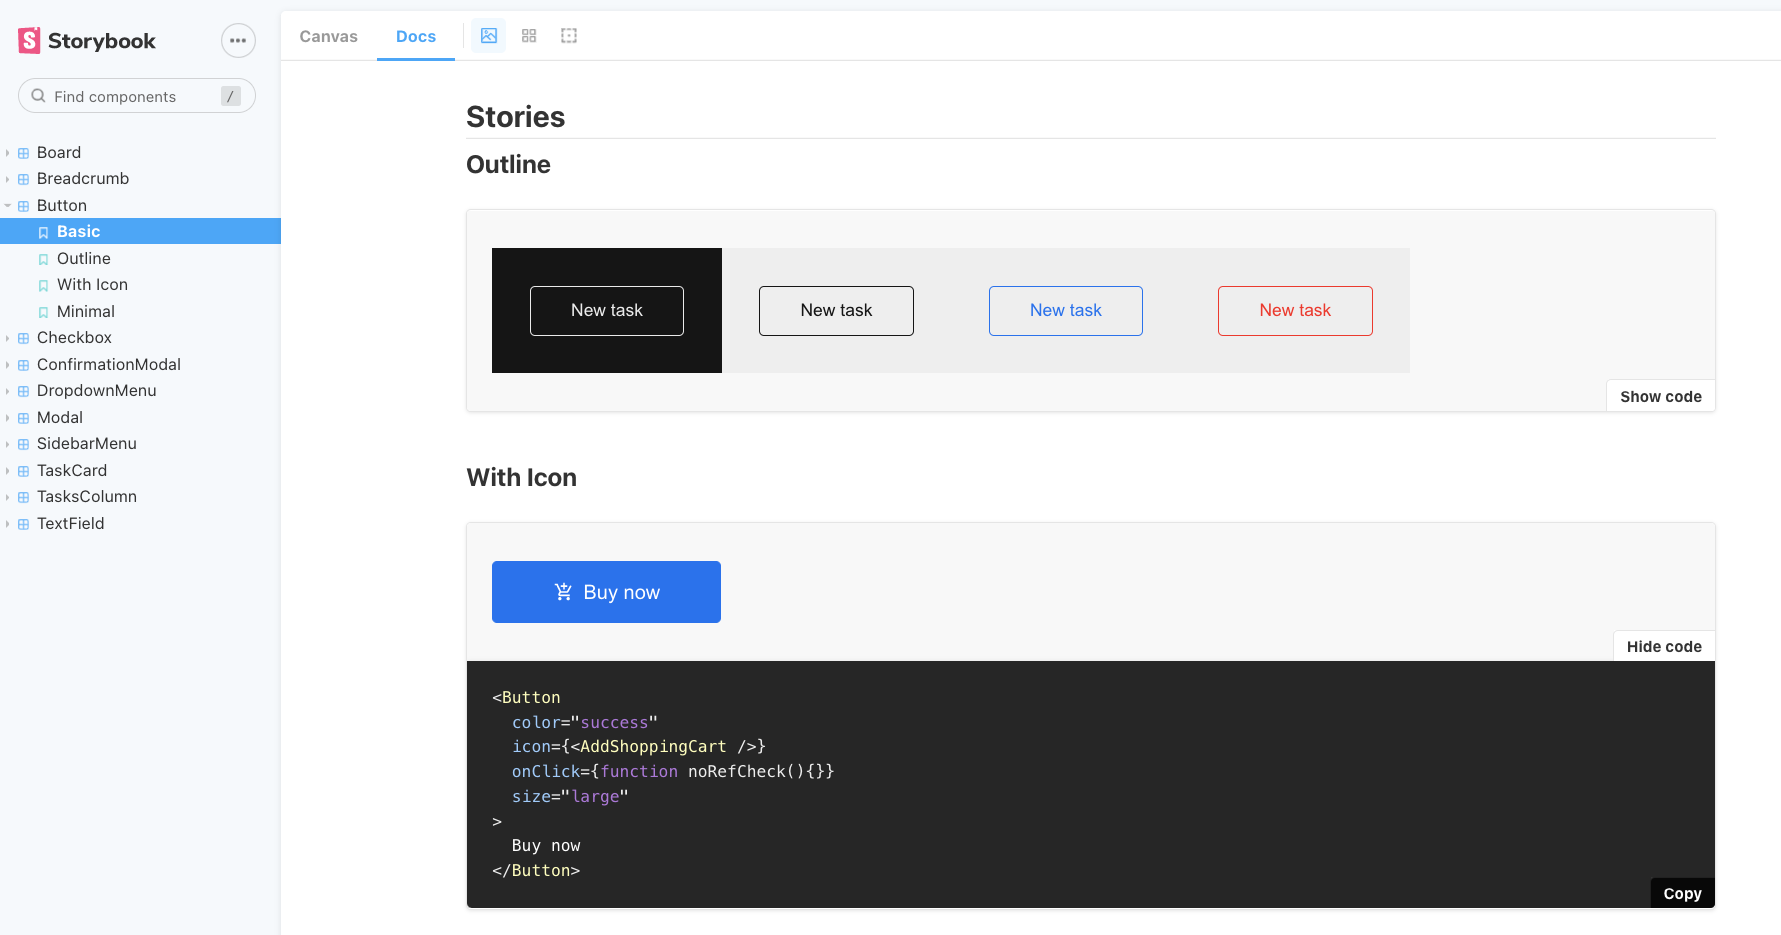 Storybook
Find components /
Board
Breadcrumb
Button
Basic
Outline
With Icon
Minimal
Checkbox
ConfirmationModal
DropdownMenu
Modal
SidebarMenu
TaskCard
TasksColumn
TextField
Canvas Docs
Stories
Outline
New task New task New task New task
Show code
With Icon
Buy now
Hide code
<Button
  color="success"
  icon={<AddShoppingCart />}
  onClick={function noRefCheck(){}}
  size="large"
>
  Buy now
</Button>
Copy